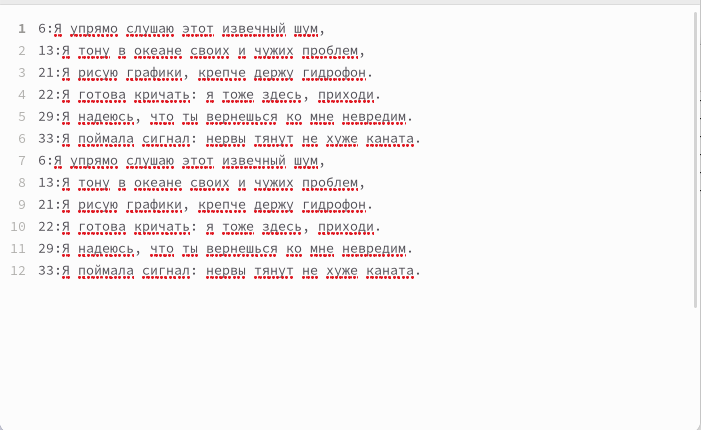 1 6:Я упрямо слушаю этот извечный шум,
2 13:Я тону в океане своих и чужих проблем,
3 21:Я рисую графики, крепче держу гидрофон.
4 22:Я готова кричать: я тоже здесь, приходи.
5 29:Я надеюсь, что ты вернешься ко мне невредим.
6 33:Я поймала сигнал: нервы тянут не хуже каната.
7 6:Я упрямо слушаю этот извечный шум,
8 13:Я тону в океане своих и чужих проблем,
9 21:Я рисую графики, крепче держу гидрофон.
10 22:Я готова кричать: я тоже здесь, приходи.
11 29:Я надеюсь, что ты вернешься ко мне невредим.
12 33:Я поймала сигнал: нервы тянут не хуже каната.